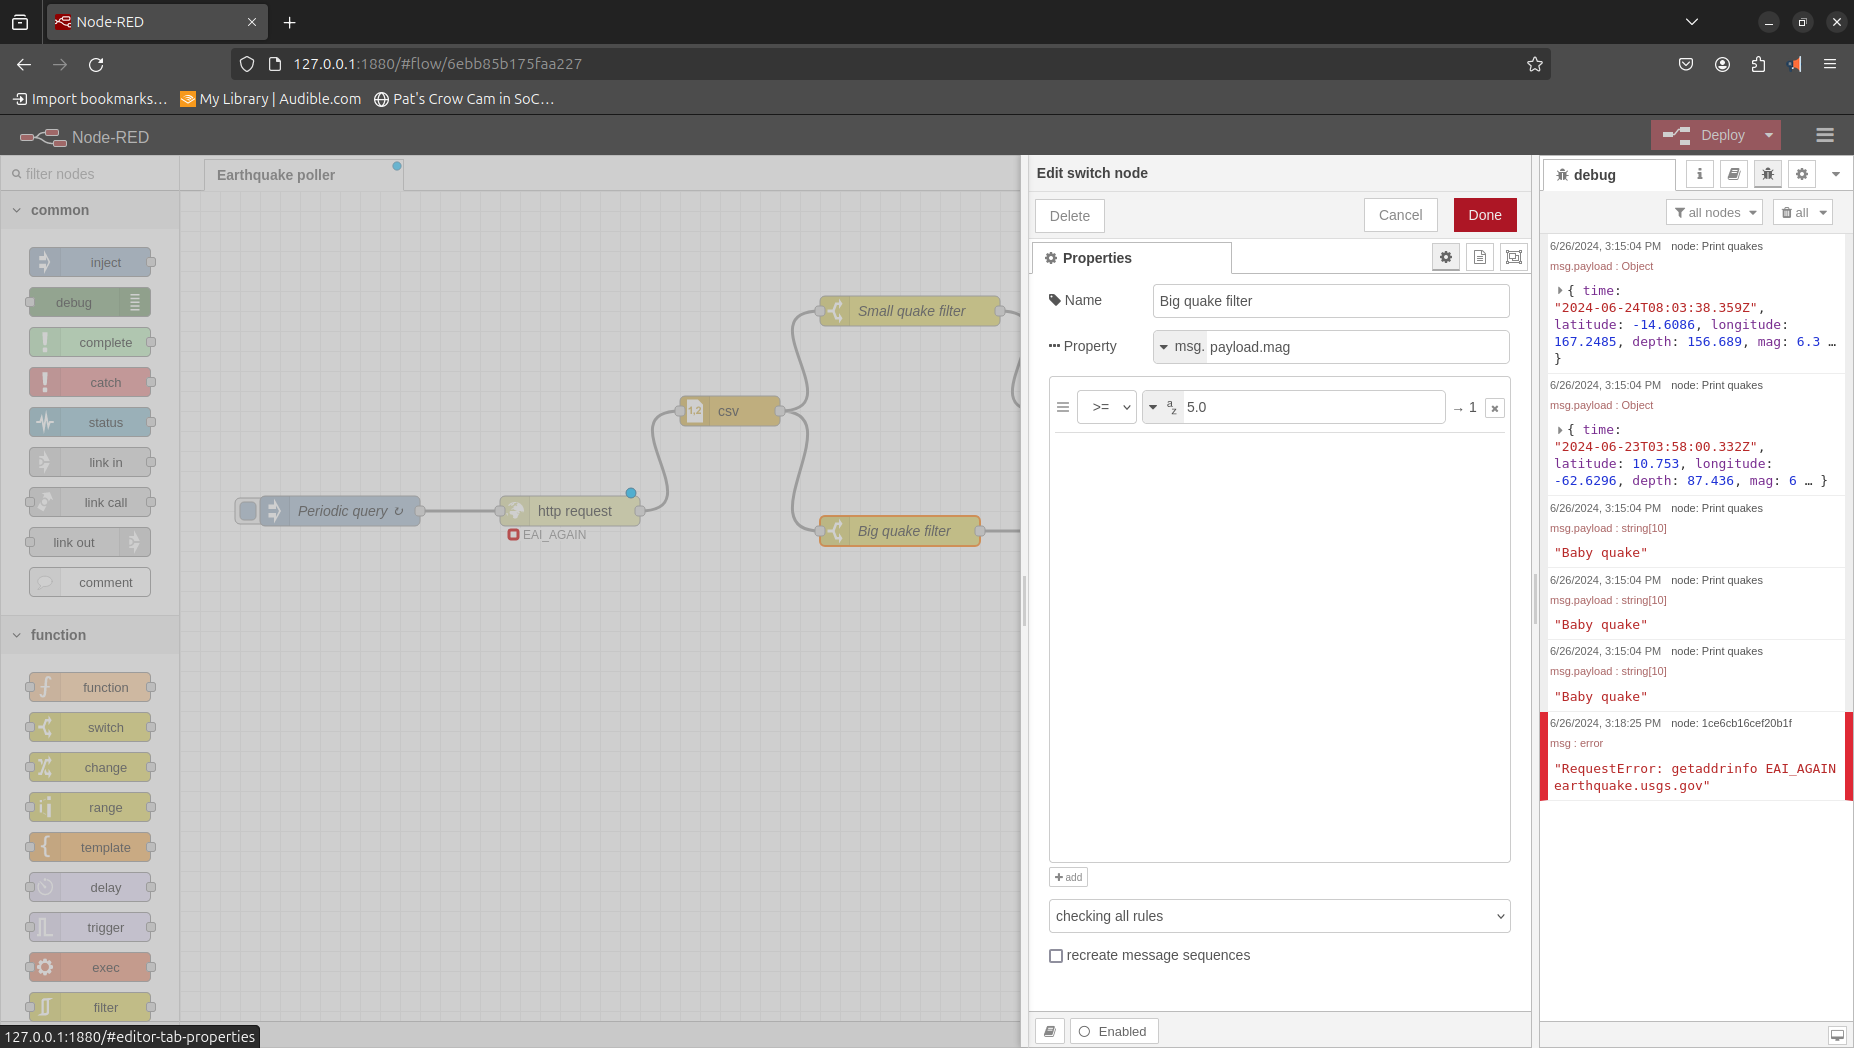 Node-RED
127.0.0.1:1880/#flow/6ebb85b175faa227
Import bookmarks…
My Library | Audible.com
Pat's Crow Cam in SoC…
Node-RED
Deploy
filter nodes
common
inject
debug
complete
catch
status
link in
link call
link out
comment
function
function
switch
change
range
template
delay
trigger
exec
filter
127.0.0.1:1880/#editor-tab-properties
Earthquake poller
Small quake filter
1,2 csv
Periodic query ↻
http request
EAI_AGAIN
Big quake filter
Edit switch node
Delete
Cancel
Done
Properties
Name
Big quake filter
Property
msg. payload.mag
>=
a z 5.0
→ 1
add
checking all rules
recreate message sequences
Enabled
debug
all nodes
all
6/26/2024, 3:15:04 PM node: Print quakes
msg.payload : Object
{ time:
"2024-06-24T08:03:38.359Z",
latitude: -14.6086, longitude:
167.2485, depth: 156.689, mag: 6.3 …
}
6/26/2024, 3:15:04 PM node: Print quakes
msg.payload : Object
{ time:
"2024-06-23T03:58:00.332Z",
latitude: 10.753, longitude:
-62.6296, depth: 87.436, mag: 6 … }
6/26/2024, 3:15:04 PM node: Print quakes
msg.payload : string[10]
"Baby quake"
6/26/2024, 3:15:04 PM node: Print quakes
msg.payload : string[10]
"Baby quake"
6/26/2024, 3:15:04 PM node: Print quakes
msg.payload : string[10]
"Baby quake"
6/26/2024, 3:18:25 PM node: 1ce6cb16cef20b1f
msg : error
"RequestError: getaddrinfo EAI_AGAIN
earthquake.usgs.gov"